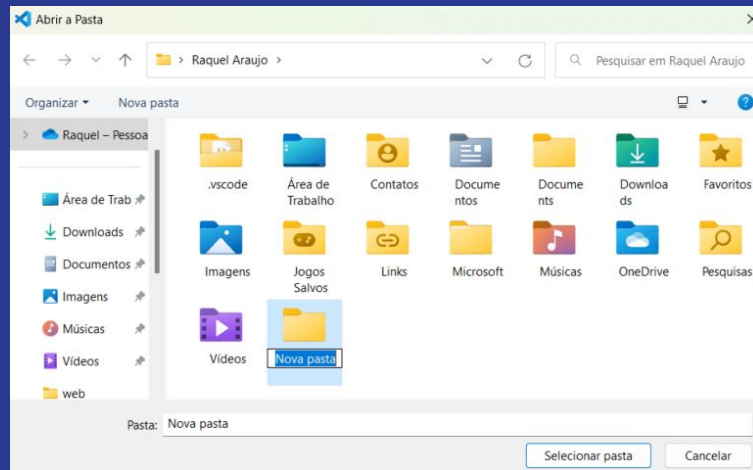 Abrir a Pasta
Raquel Araujo
Pesquisar em Raquel Araujo
Organizar
Nova pasta
Raquel – Pessoa
Área de Trab
Downloads
Documentos
Imagens
Músicas
Vídeos
web
.vscode
Área de
Trabalho
Contatos
Docume
ntos
Docume
nts
Downloa
ds
Favoritos
Imagens
Jogos
Salvos
Links
Microsoft
Músicas
OneDrive
Pesquisas
Vídeos
Nova pasta
Pasta: Nova pasta
Selecionar pasta
Cancelar